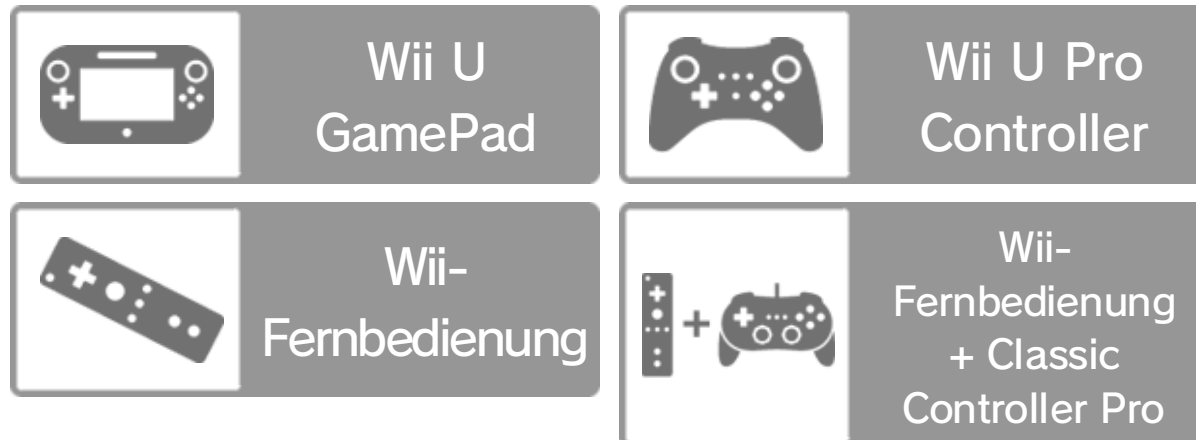 Wii U
GamePad
Wii U Pro
Controller
Wii-
Fernbedienung
Wii-
Fernbedienung
+ Classic
Controller Pro